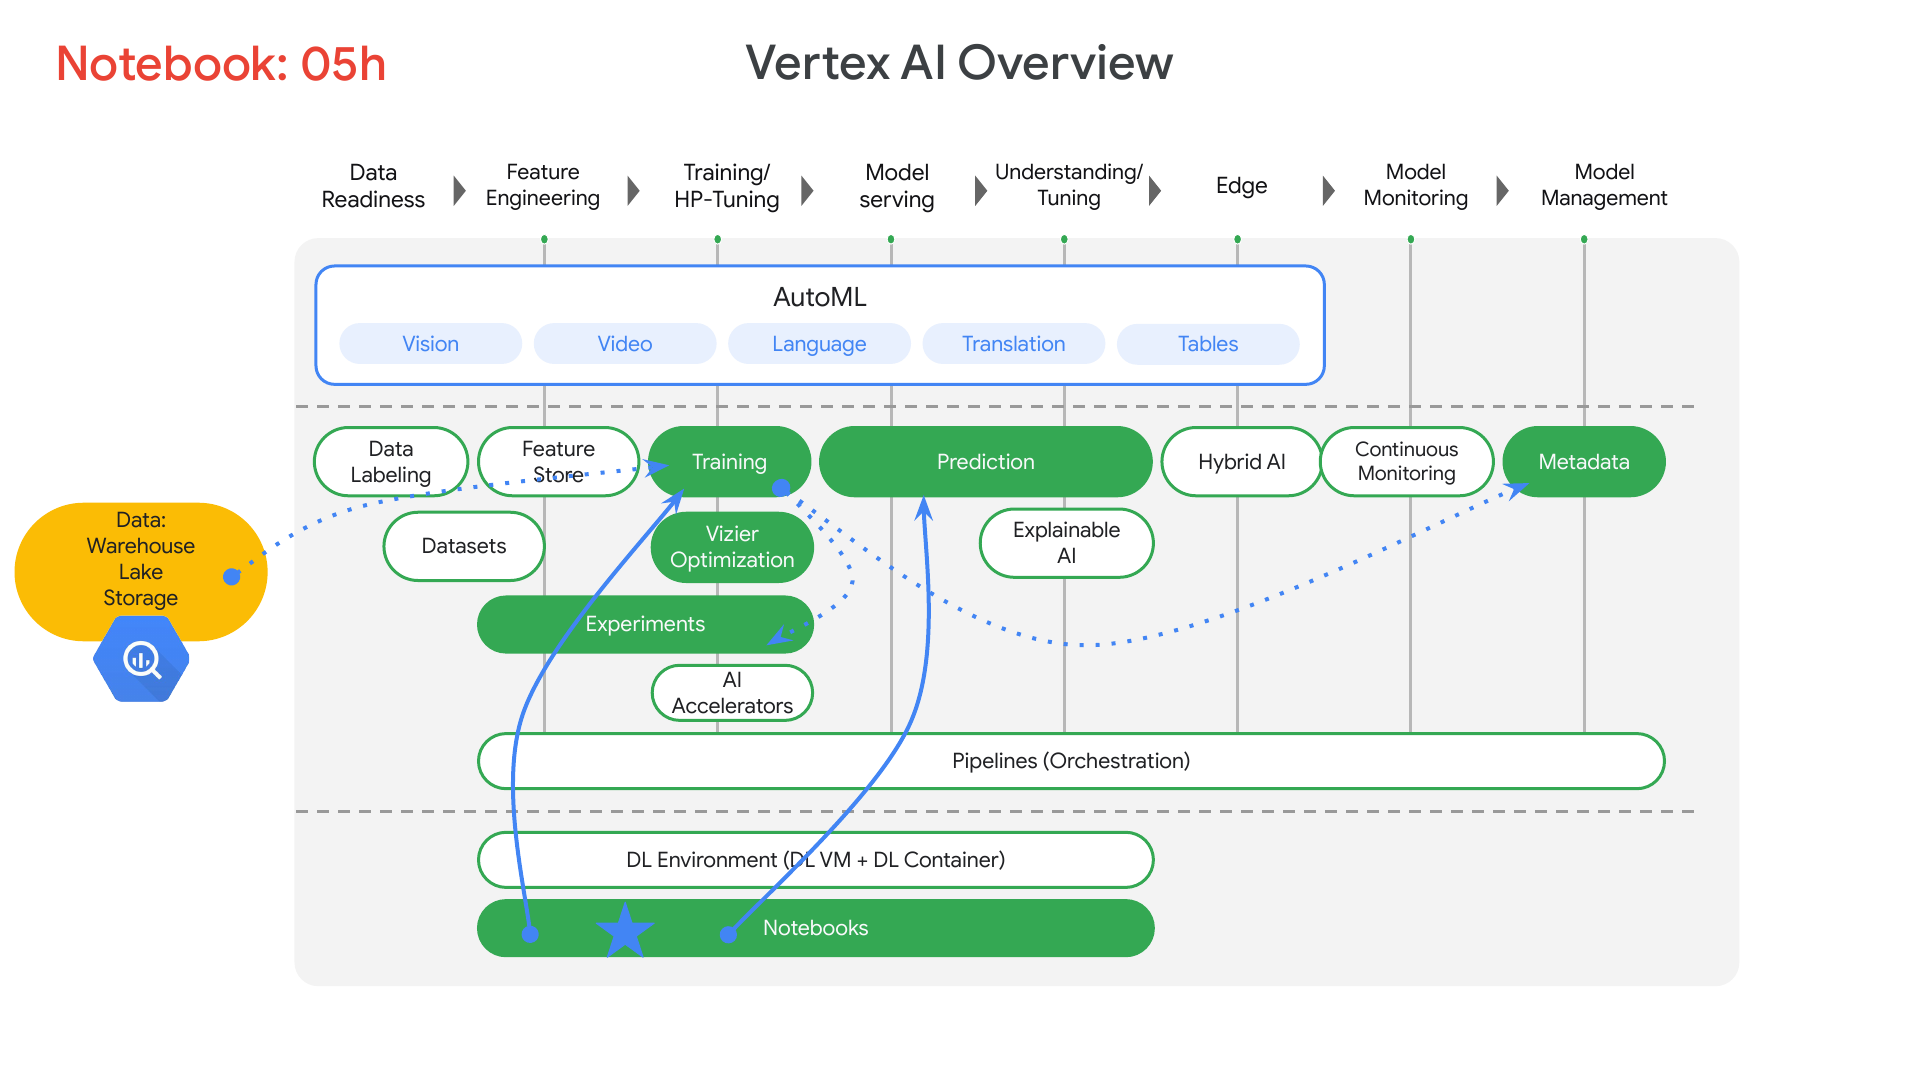 Notebook: 05h
Vertex AI Overview
Data
Readiness
Feature
Engineering
Training/
HP-Tuning
Model
serving
Understanding/
Tuning
Edge
Model
Monitoring
Model
Management
AutoML
Vision
Video
Language
Translation
Tables
Data
Labeling
Feature
Store
Training
Prediction
Hybrid AI
Continuous
Monitoring
Metadata
Data:
Warehouse
Lake
Storage
Datasets
Vizier
Optimization
Explainable
AI
Experiments
AI
Accelerators
Pipelines (Orchestration)
DL Environment (DL VM + DL Container)
Notebooks